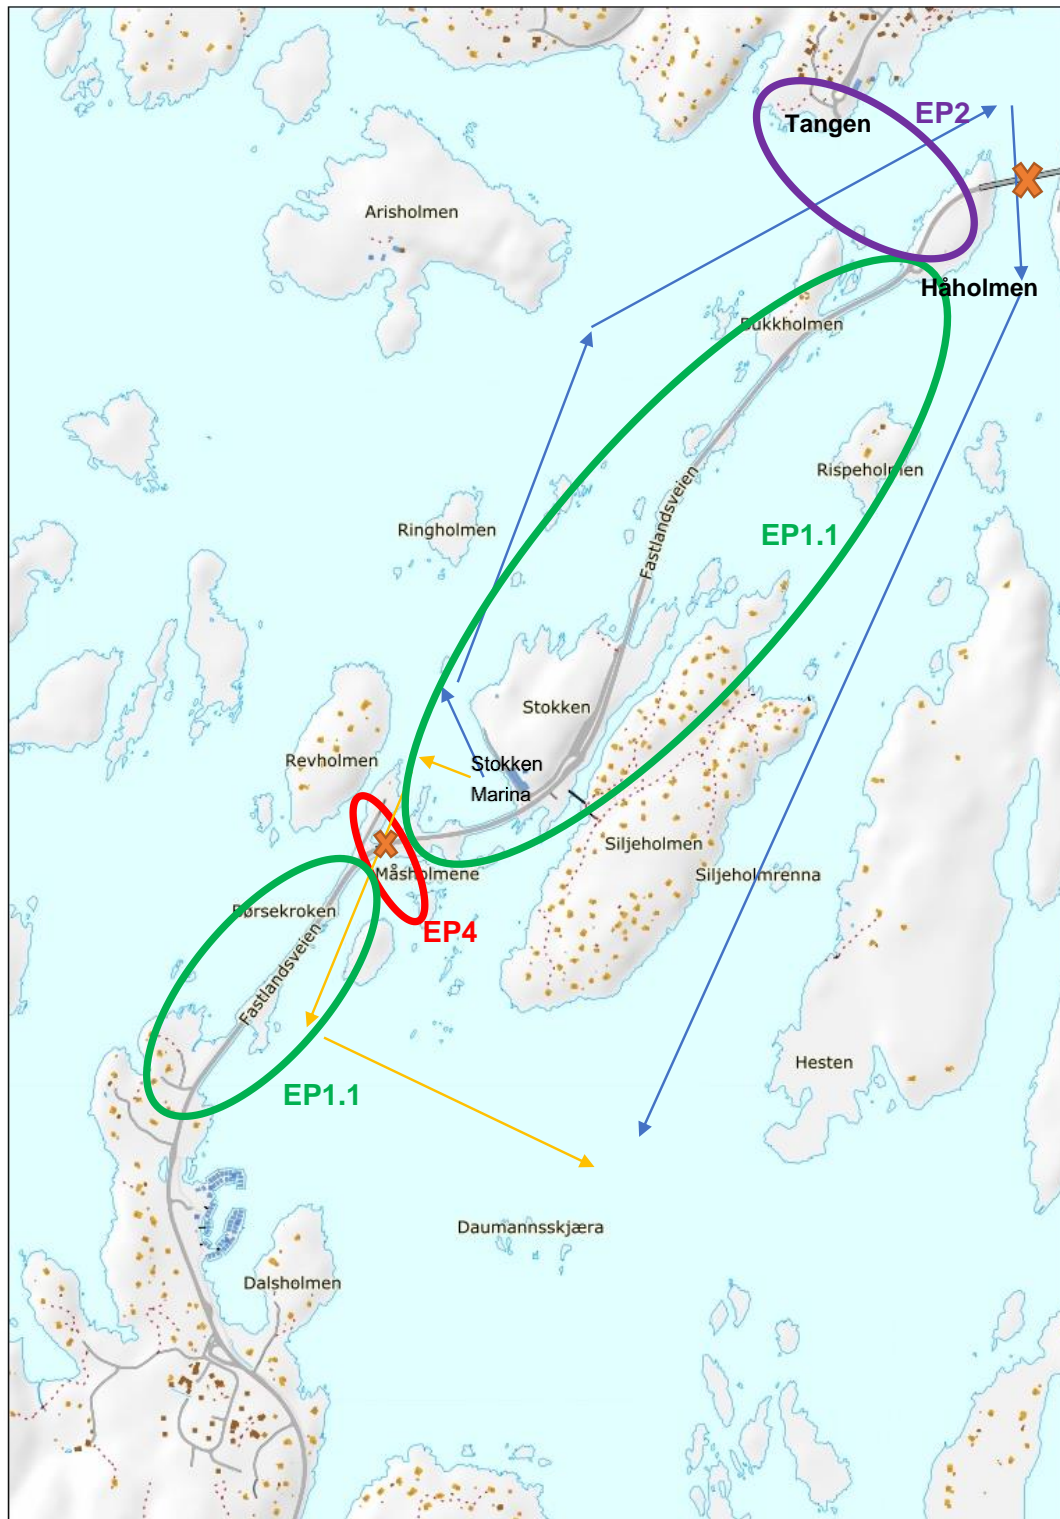 EP2
Tangen
Arisholmen
Håholmen
Bukkholmen
Rispeholmen
Fastlandsveien
Ringholmen
EP1.1
Stokken
Revholmen
Stokken
Marina
Siljeholmen
Måsholmene
Siljeholmrenna
Børsekroken
EP4
Fastlandsveien
Hesten
EP1.1
Daumannsskjæra
Dalsholmen